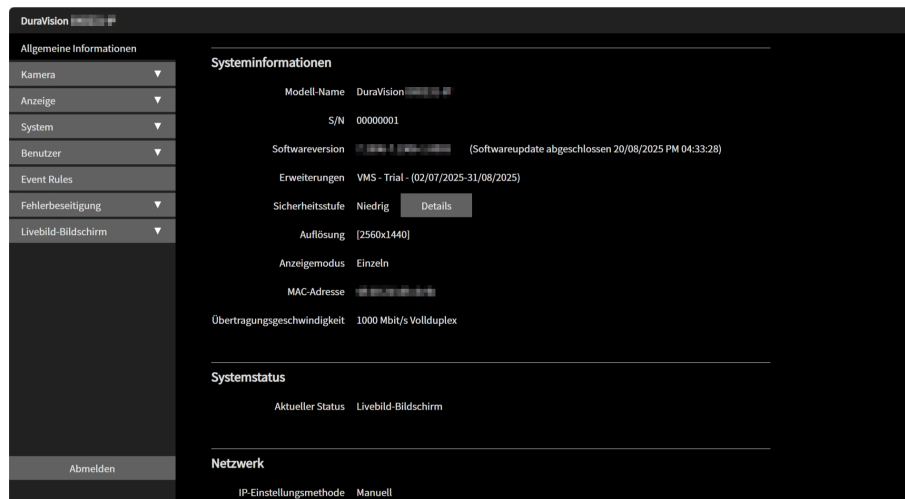 DuraVision
Allgemeine Informationen
Kamera
Anzeige
System
Benutzer
Event Rules
Fehlerbeseitigung
Livebild-Bildschirm
Abmelden
Systeminformationen
Modell-Name DuraVision
S/N 00000001
Softwareversion (Softwareupdate abgeschlossen 20/08/2025 PM 04:33:28)
Erweiterungen VMS - Trial - (02/07/2025-31/08/2025)
Sicherheitsstufe Niedrig Details
Auflösung [2560x1440]
Anzeigemodus Einzeln
MAC-Adresse
Übertragungsgeschwindigkeit 1000 Mbit/s Vollduplex
Systemstatus
Aktueller Status Livebild-Bildschirm
Netzwerk
IP-Einstellungsmethode Manuell